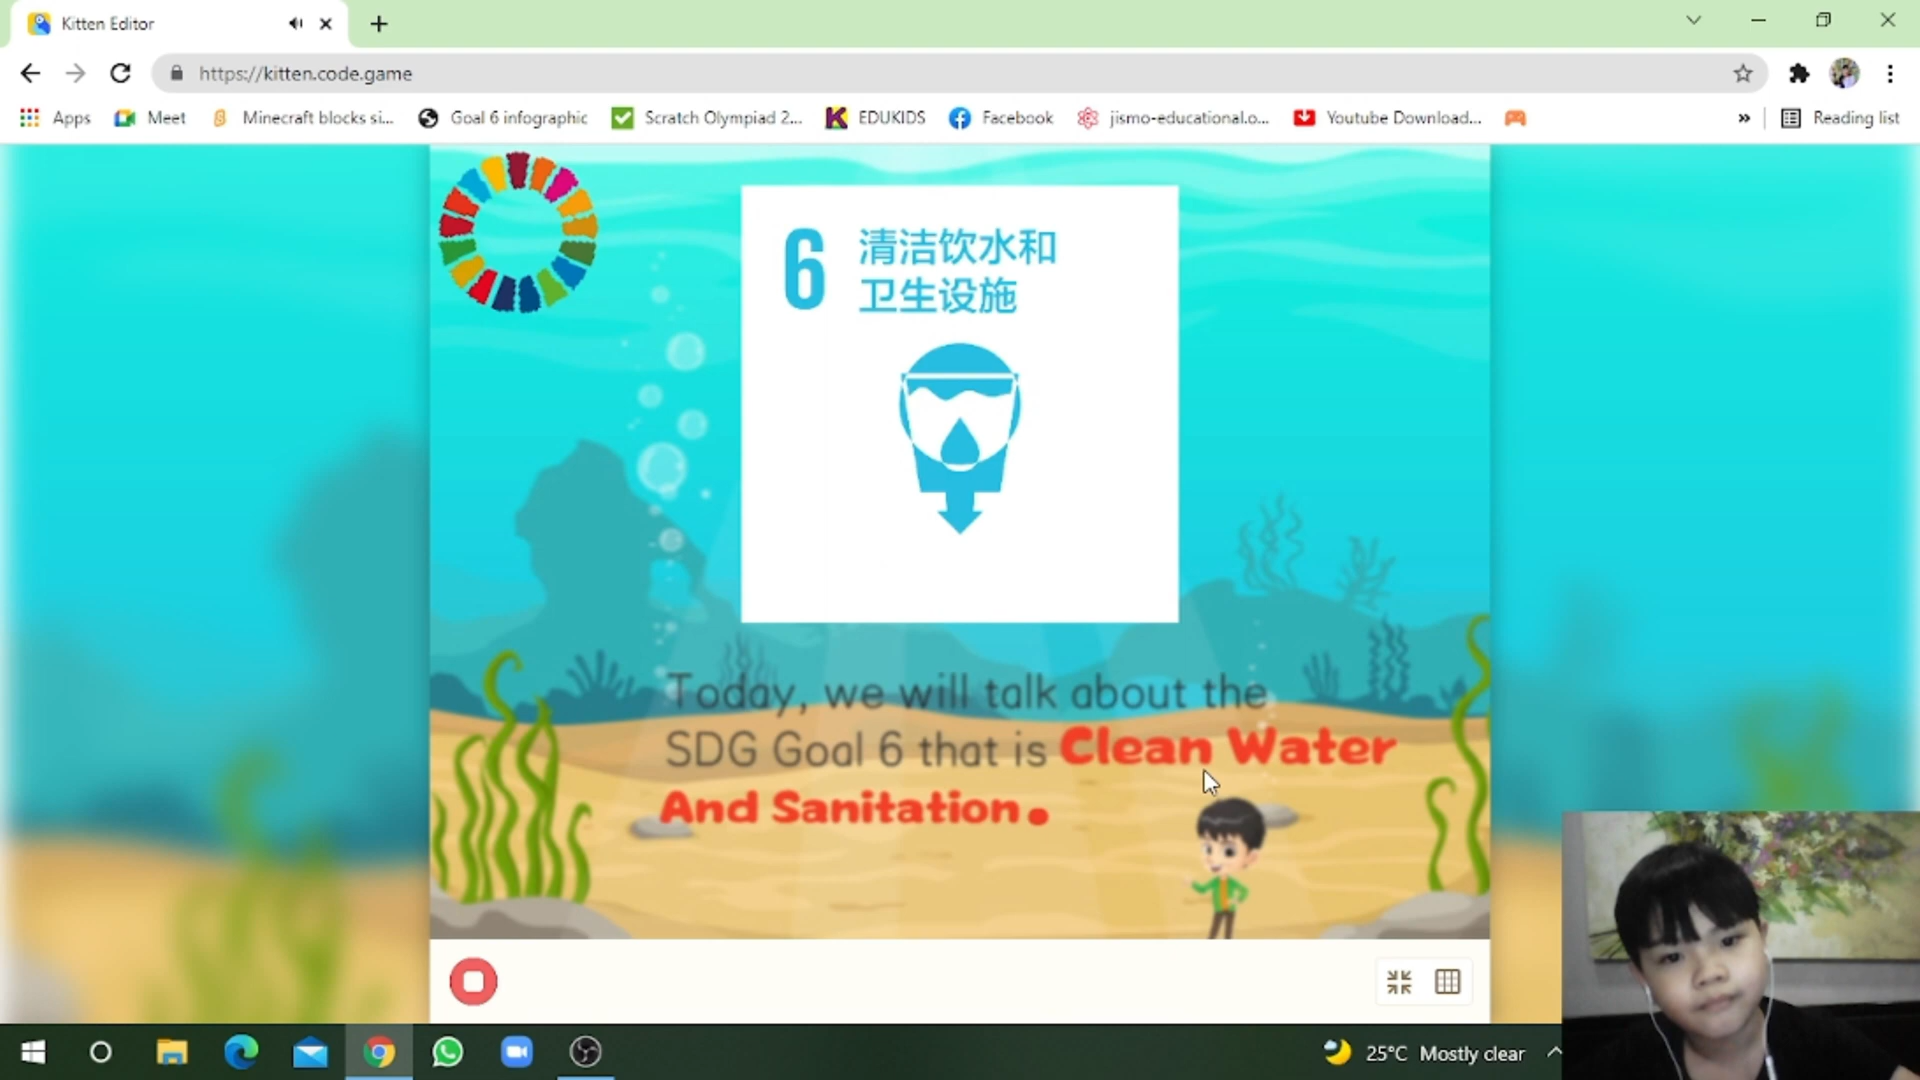 Kitten Editor
https://kitten.code.game
Apps
Meet
Minecraft blocks si...
Goal 6 infographic
Scratch Olympiad 2...
EDUKIDS
Facebook
jismo-educational.o...
Youtube Download...
»
Reading list
6
清洁饮水和
卫生设施
Today, we will talk about the
SDG Goal 6 that is Clean Water
And Sanitation.
25°C Mostly clear